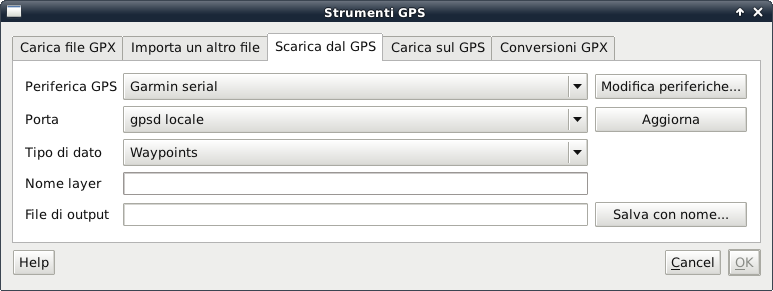 Strumenti GPS
Carica file GPX Importa un altro file Scarica dal GPS Carica sul GPS Conversioni GPX
Periferica GPS Garmin serial Modifica periferiche...
Porta gpsd locale Aggiorna
Tipo di dato Waypoints
Nome layer
File di output Salva con nome...
Help Cancel OK